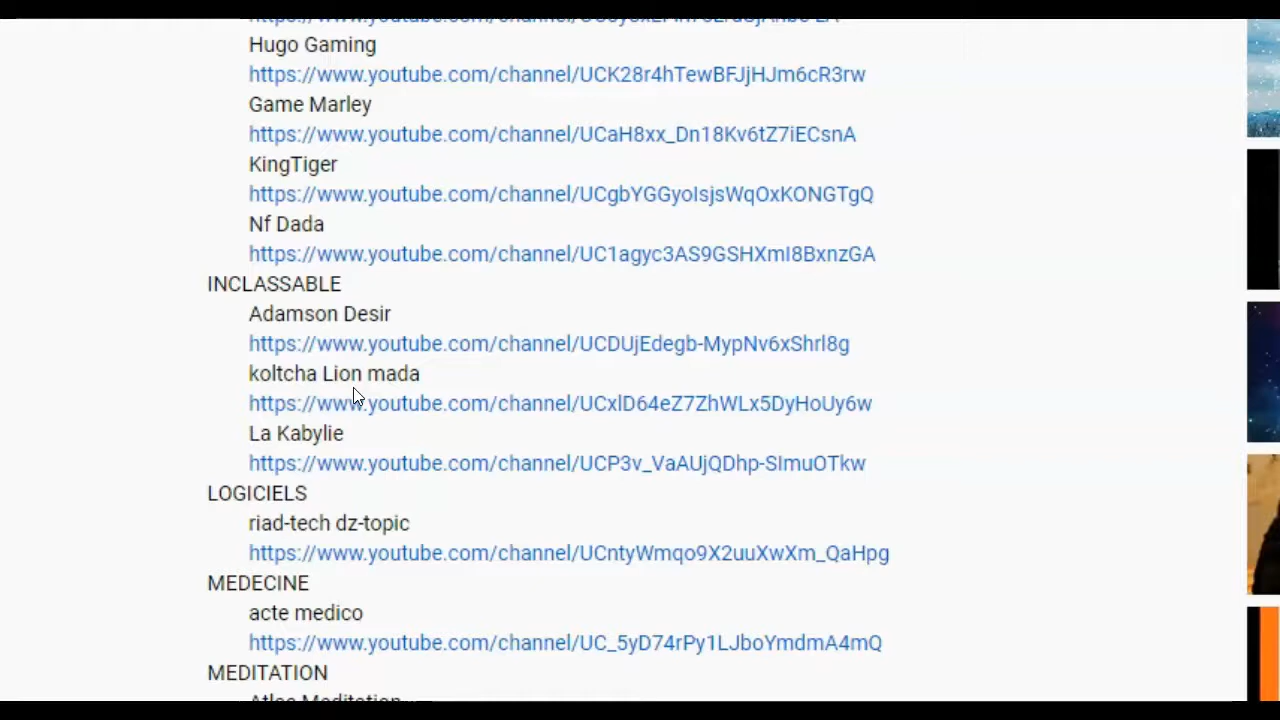 Hugo Gaming
https://www.youtube.com/channel/UCK28r4hTewBFJjHJm6cR3rw
Game Marley
https://www.youtube.com/channel/UCaH8xx_Dn18Kv6tZ7iECsnA
KingTiger
https://www.youtube.com/channel/UCgbYGGyoIsjsWqOxKONGTgQ
Nf Dada
https://www.youtube.com/channel/UC1agyc3AS9GSHXmI8BxnzGA
INCLASSABLE
Adamson Desir
https://www.youtube.com/channel/UCDUjEdegb-MypNv6xShrl8g
koltcha Lion mada
https://www.youtube.com/channel/UCxlD64eZ7ZhWLx5DyHoUy6w
La Kabylie
https://www.youtube.com/channel/UCP3v_VaAUjQDhp-SImuOTkw
LOGICIELS
riad-tech dz-topic
https://www.youtube.com/channel/UCntyWmqo9X2uuXwXm_QaHpg
MEDECINE
acte medico
https://www.youtube.com/channel/UC_5yD74rPy1LJboYmdmA4mQ
MEDITATION
Atlas Meditation